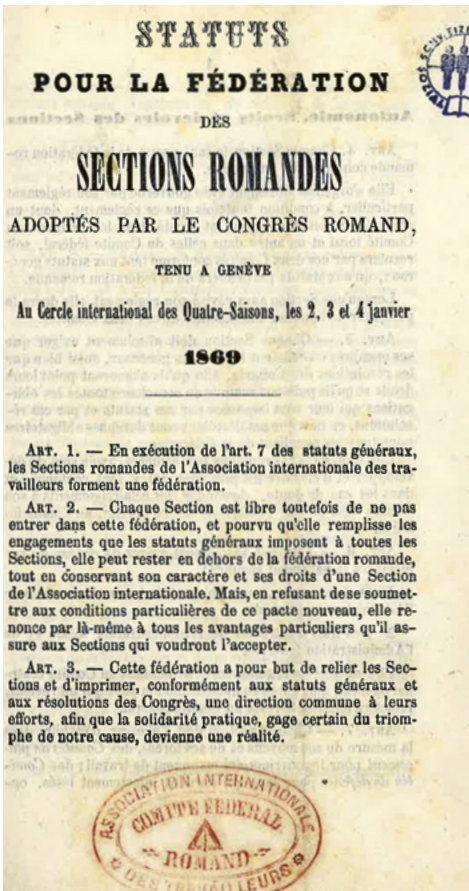 STATUTS
POUR LA FÉDÉRATION
DES
SECTIONS ROMANDES
ADOPTÉS PAR LE CONGRÈS ROMAND,
TENU A GENÈVE
Au Cercle international des Quatre-Saisons, les 2, 3 et 4 janvier
1869
ART. 1. — En exécution de l'art. 7 des statuts généraux,
les Sections romandes de l'Association internationale des tra-
vailleurs forment une fédération.
ART. 2. — Chaque Section est libre toutefois de ne pas
entrer dans cette fédération, et pourvu qu'elle remplisse les
engagements que les statuts généraux imposent à toutes les
Sections, elle peut rester en dehors de la fédération romande,
tout en conservant son caractère et ses droits d'une Section
de l'Association internationale. Mais, en refusant de se soumet-
tre aux conditions particulières de ce pacte nouveau, elle re-
nonce par là-même à tous les avantages particuliers qu'il as-
sure aux Sections qui voudront l'accepter.
ART. 3. — Cette fédération a pour but de relier les Sec-
tions et d'imprimer, conformément aux statuts généraux et
aux résolutions des Congrès, une direction commune à leurs
efforts, afin que la solidarité pratique, gage certain du triom-
phe de notre cause, devienne une réalité.
ASSOCIATION INTERNATIONALE
COMITÉ FEDERAL
ROMAND
DES TRAVAILLEURS